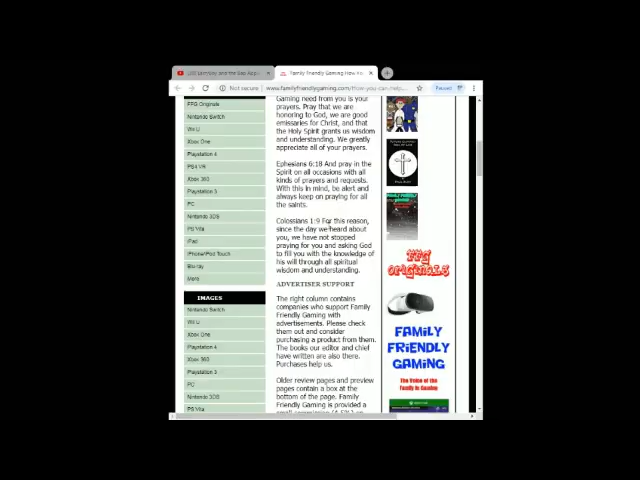 Family Friendly Gaming How
Not secure
www.familyfriendlygaming.com/How-you-can-help
Paused
FFG Originals
Nintendo Switch
Wii U
Xbox One
Playstation 4
PS4 VR
Xbox 360
Playstation 3
PC
Nintendo 3DS
PS Vita
iPad
iPhone/iPod Touch
Blu-ray
More
IMAGES
Nintendo Switch
Wii U
Xbox One
Playstation 4
Xbox 360
Playstation 3
PC
Nintendo 3DS
PS Vita
Gaming need from you is your
prayers. Pray that we are
honoring to God, we are good
emissaries for Christ, and that
the Holy Spirit grants us wisdom
and understanding. We greatly
appreciate all of your prayers.
Ephesians 6:18 And pray in the
Spirit on all occasions with all
kinds of prayers and requests.
With this in mind, be alert and
always keep on praying for all
the saints.
Colossians 1:9 For this reason,
since the day we heard about
you, we have not stopped
praying for you and asking God
to fill you with the knowledge of
his will through all spiritual
wisdom and understanding.
ADVERTISER SUPPORT
The right column contains
companies who support Family
Friendly Gaming with
advertisements. Please check
them out and consider
purchasing a product from them.
The books our editor and chief
have written are also there.
Purchases help us.
Older review pages and preview
pages contain a box at the
bottom of the page. Family
Friendly Gaming is provided a
FFG
ORIGINALS
FAMILY
FRIENDLY
GAMING
The Voice of the
Family in Gaming